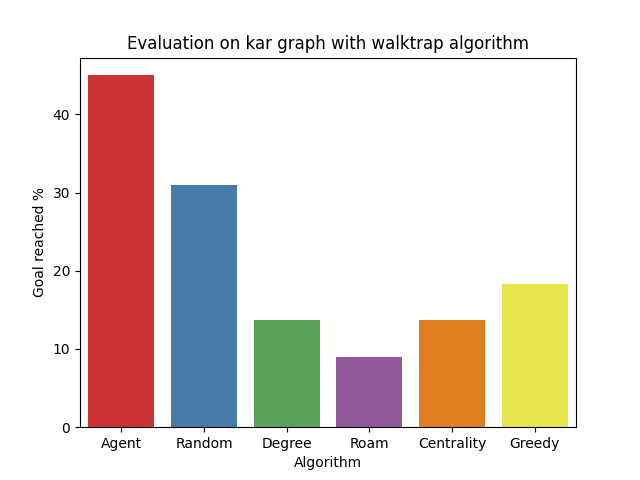 Evaluation on kar graph with walktrap algorithm
Goal reached %
40
30
20
10
0
Agent Random Degree Roam Centrality Greedy
Algorithm